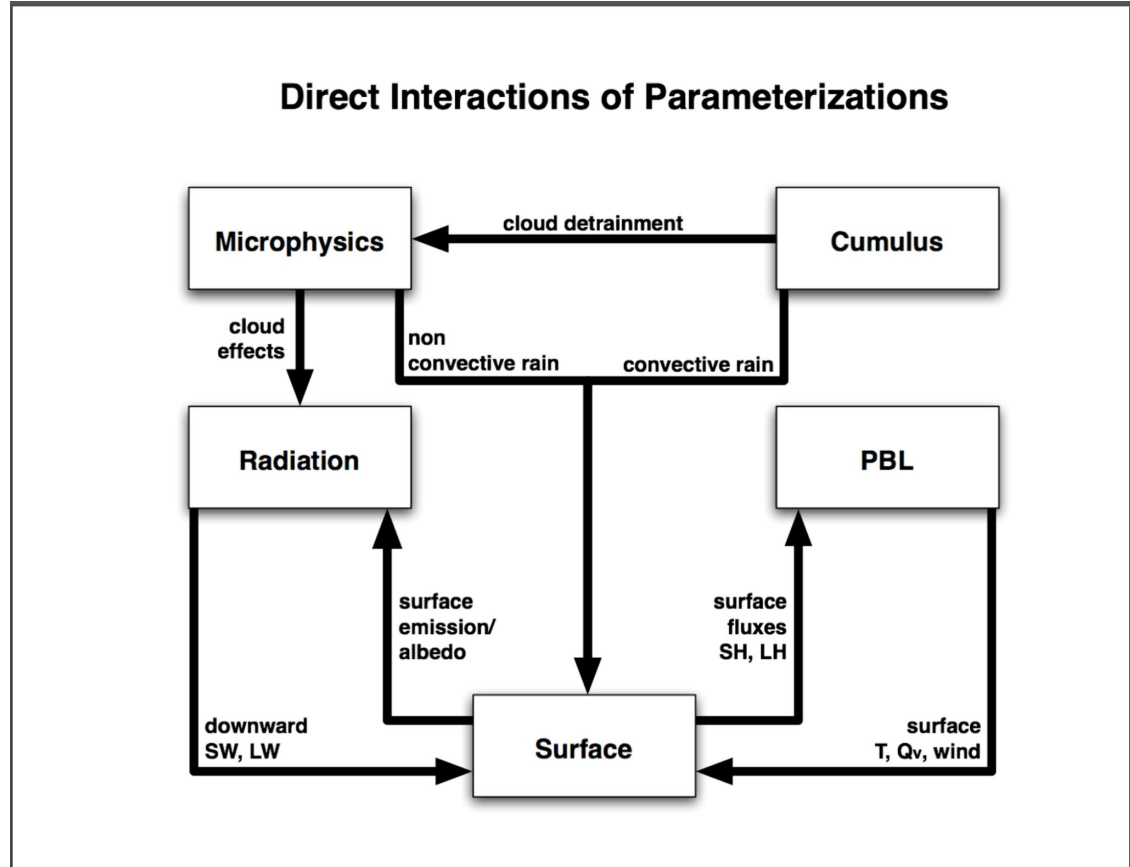 Direct Interactions of Parameterizations
Microphysics
cloud detrainment
Cumulus
cloud
effects
non
convective rain
convective rain
Radiation
PBL
surface
emission/
albedo
surface
fluxes
SH, LH
downward
SW, LW
Surface
surface
T, Qv, wind